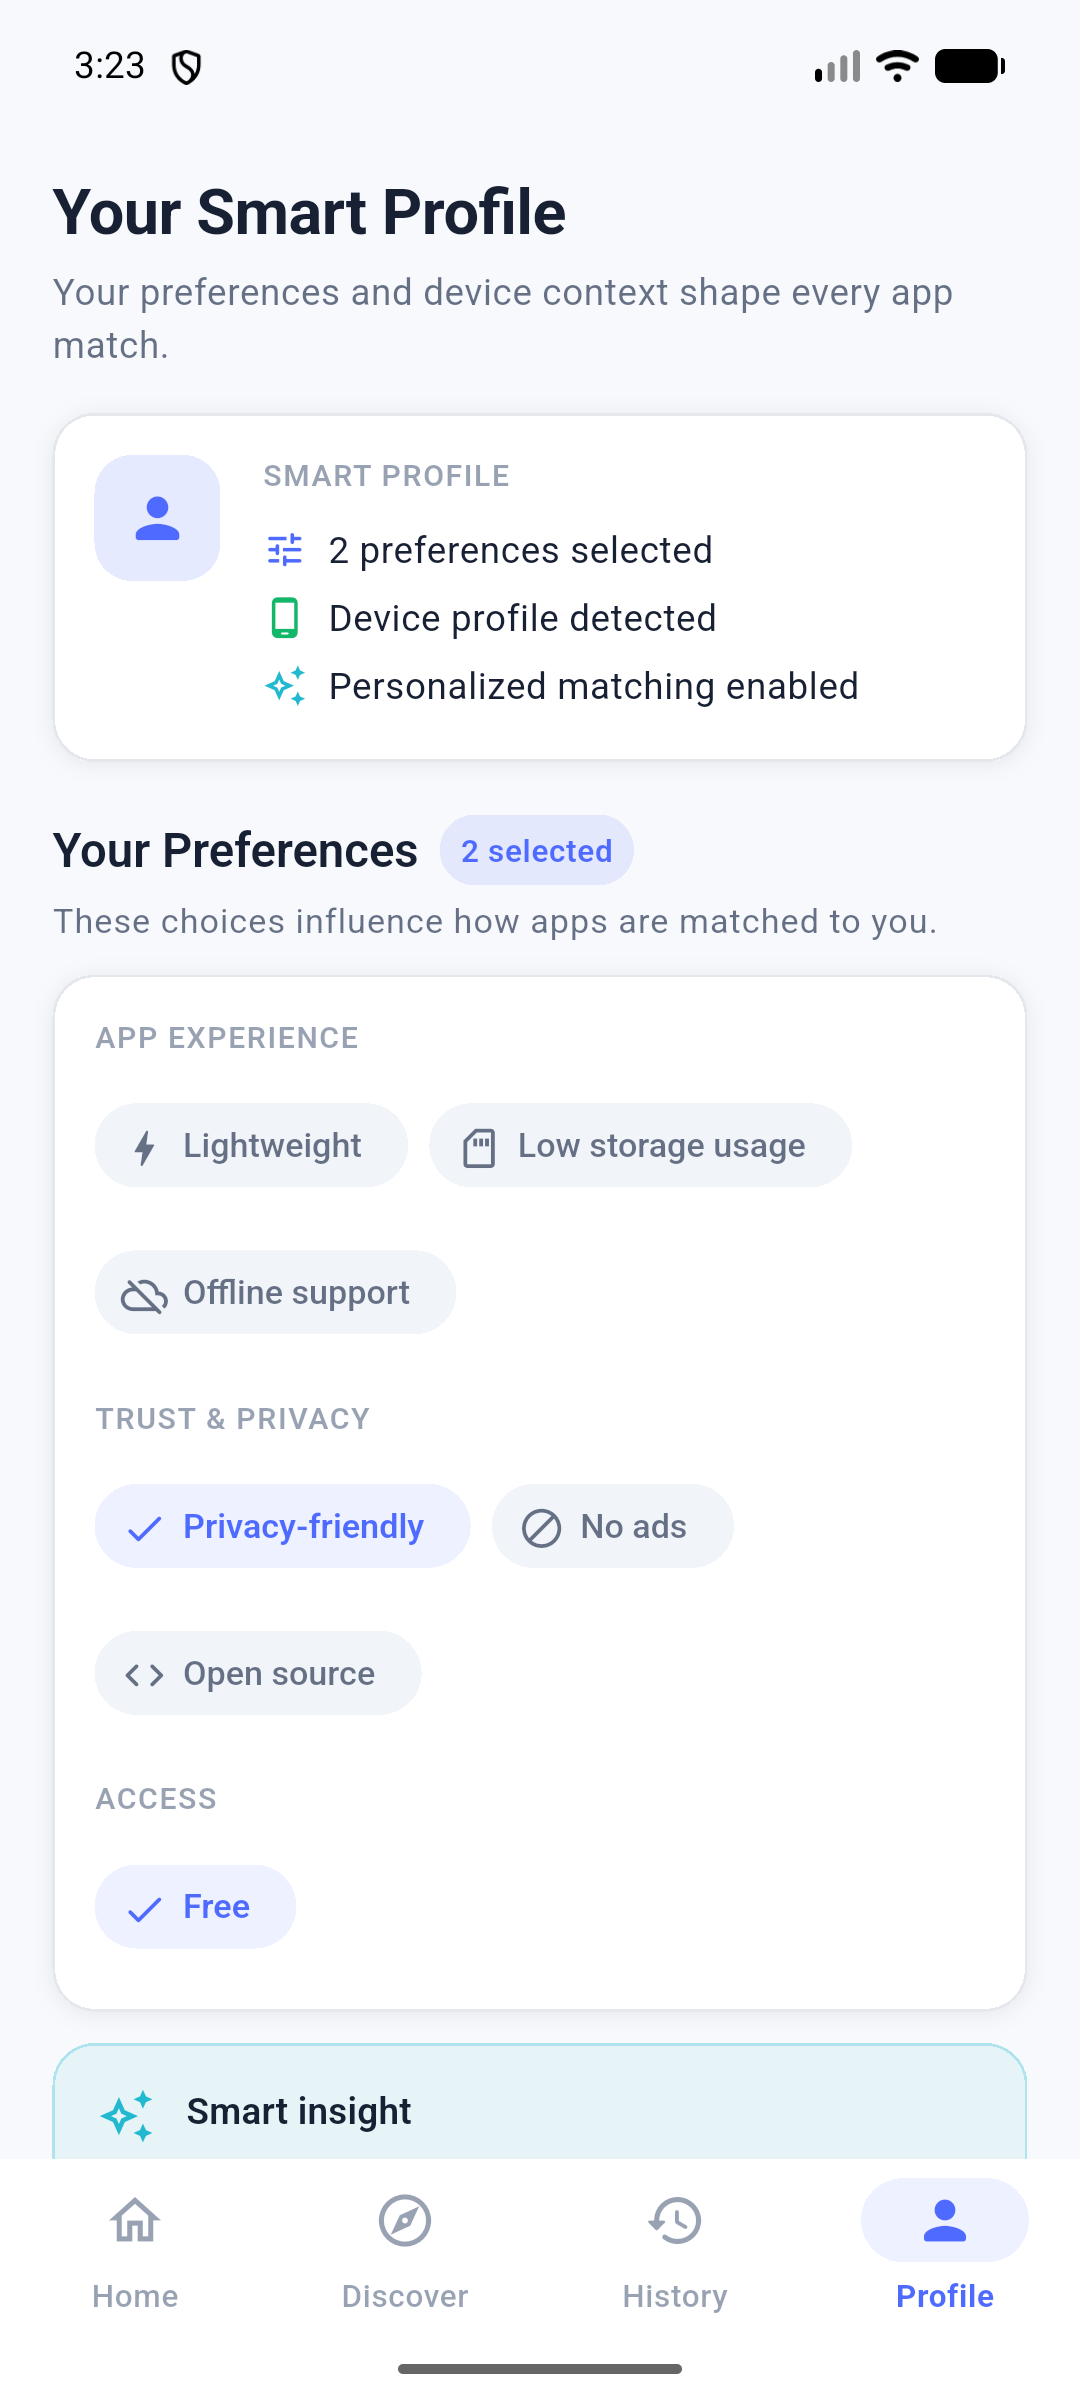 3:23
Your Smart Profile
Your preferences and device context shape every app
match.
SMART PROFILE
2 preferences selected
Device profile detected
Personalized matching enabled
Your Preferences 2 selected
These choices influence how apps are matched to you.
APP EXPERIENCE
Lightweight Low storage usage
Offline support
TRUST & PRIVACY
Privacy-friendly No ads
Open source
ACCESS
Free
Smart insight
Home Discover History Profile